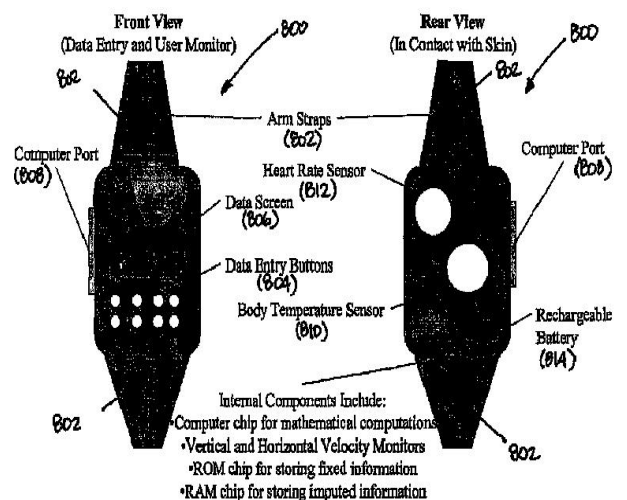 Front View
(Data Entry and User Monitor)
800
Rear View
(In Contact with Skin)
800
802
802
Arm Straps
(802)
Computer Port
(808)
Heart Rate Sensor
(812)
Computer Port
(808)
Data Screen
(806)
Data Entry Buttons
(804)
Body Temperature Sensor
(810)
Rechargeable
Battery
(814)
802
Internal Components Include:
•Computer chip for mathematical computations
•Vertical and Horizontal Velocity Monitors
802
•ROM chip for storing fixed information
•RAM chip for storing imputed information